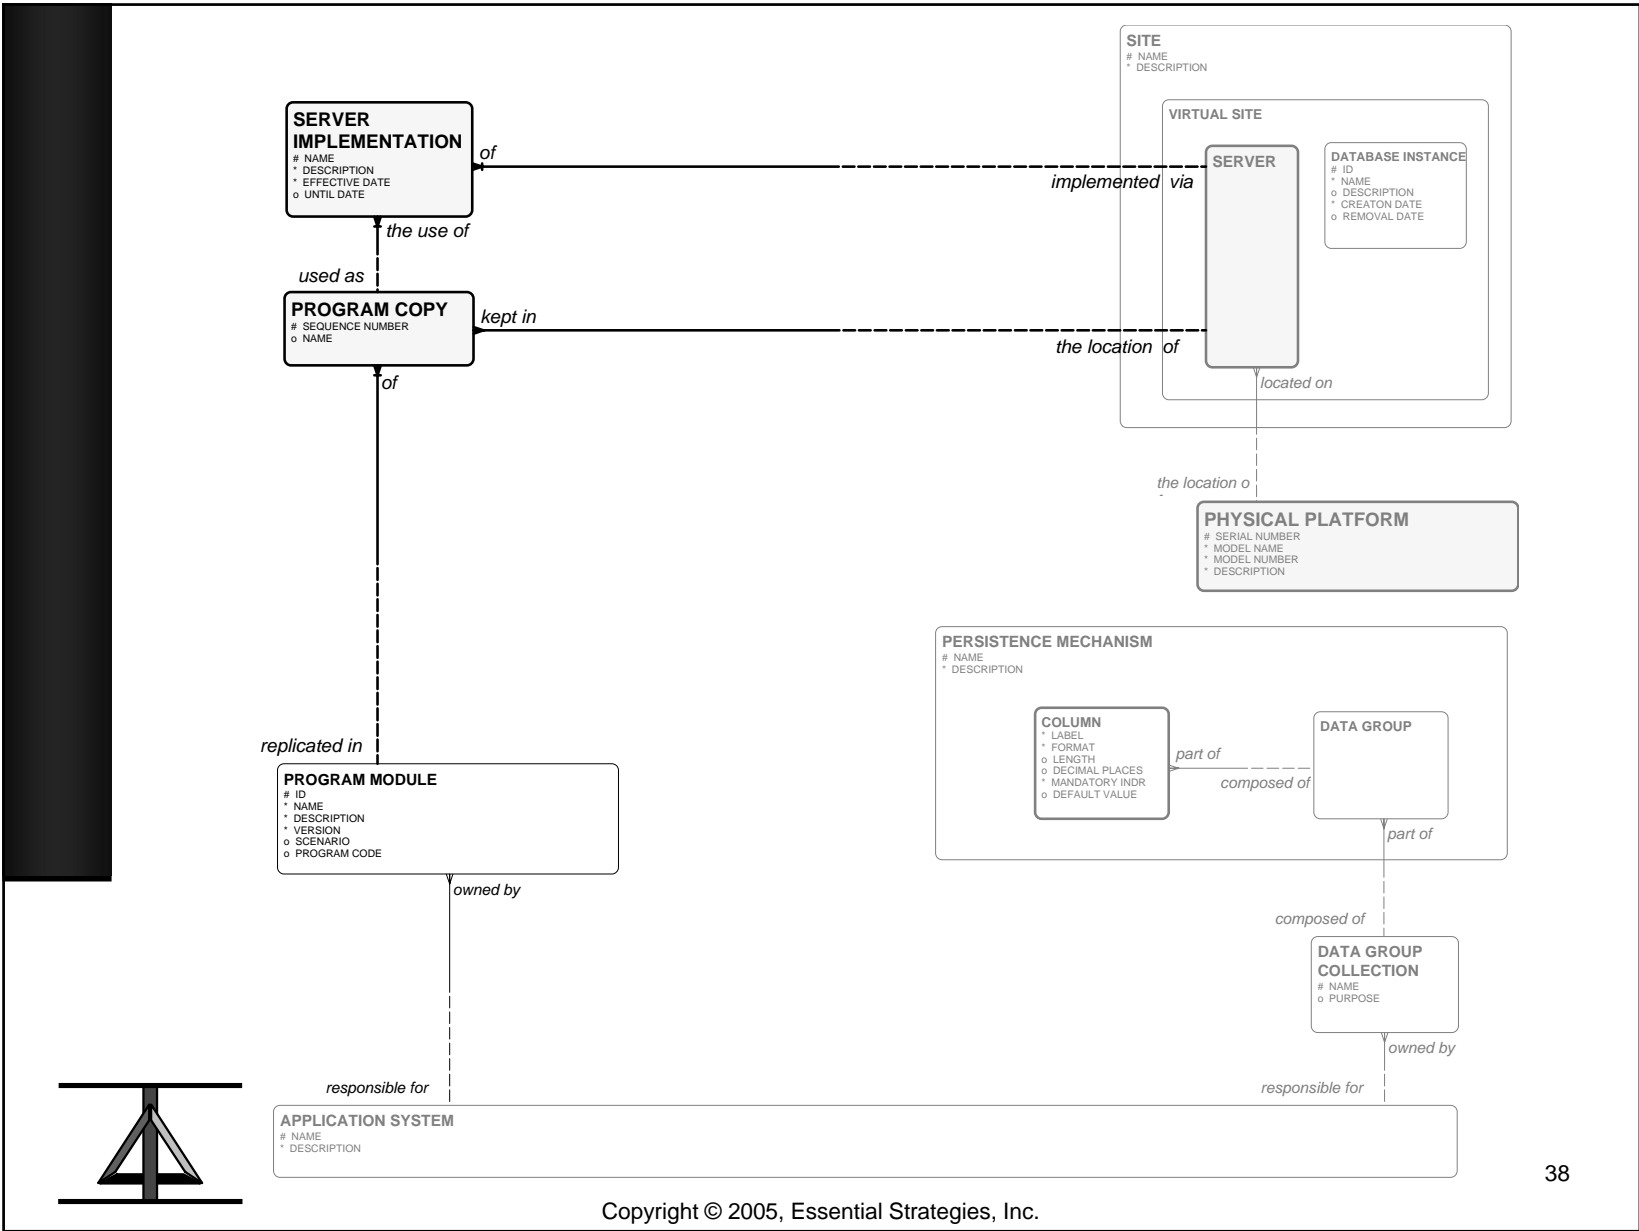 SITE
# NAME
* DESCRIPTION
VIRTUAL SITE
SERVER
DATABASE INSTANCE
# ID
* NAME
o DESCRIPTION
* CREATON DATE
o REMOVAL DATE
SERVER
IMPLEMENTATION
# NAME
* DESCRIPTION
* EFFECTIVE DATE
o UNTIL DATE
of
implemented via
the use of
used as
PROGRAM COPY
# SEQUENCE NUMBER
o NAME
kept in
the location of
of
located on
the location o
PHYSICAL PLATFORM
# SERIAL NUMBER
* MODEL NAME
* MODEL NUMBER
* DESCRIPTION
PERSISTENCE MECHANISM
# NAME
* DESCRIPTION
COLUMN
* LABEL
* FORMAT
o LENGTH
o DECIMAL PLACES
* MANDATORY INDR
o DEFAULT VALUE
part of
composed of
DATA GROUP
part of
replicated in
PROGRAM MODULE
# ID
* NAME
* DESCRIPTION
* VERSION
o SCENARIO
o PROGRAM CODE
owned by
composed of
DATA GROUP
COLLECTION
# NAME
o PURPOSE
owned by
responsible for
responsible for
APPLICATION SYSTEM
# NAME
* DESCRIPTION
38
Copyright © 2005, Essential Strategies, Inc.